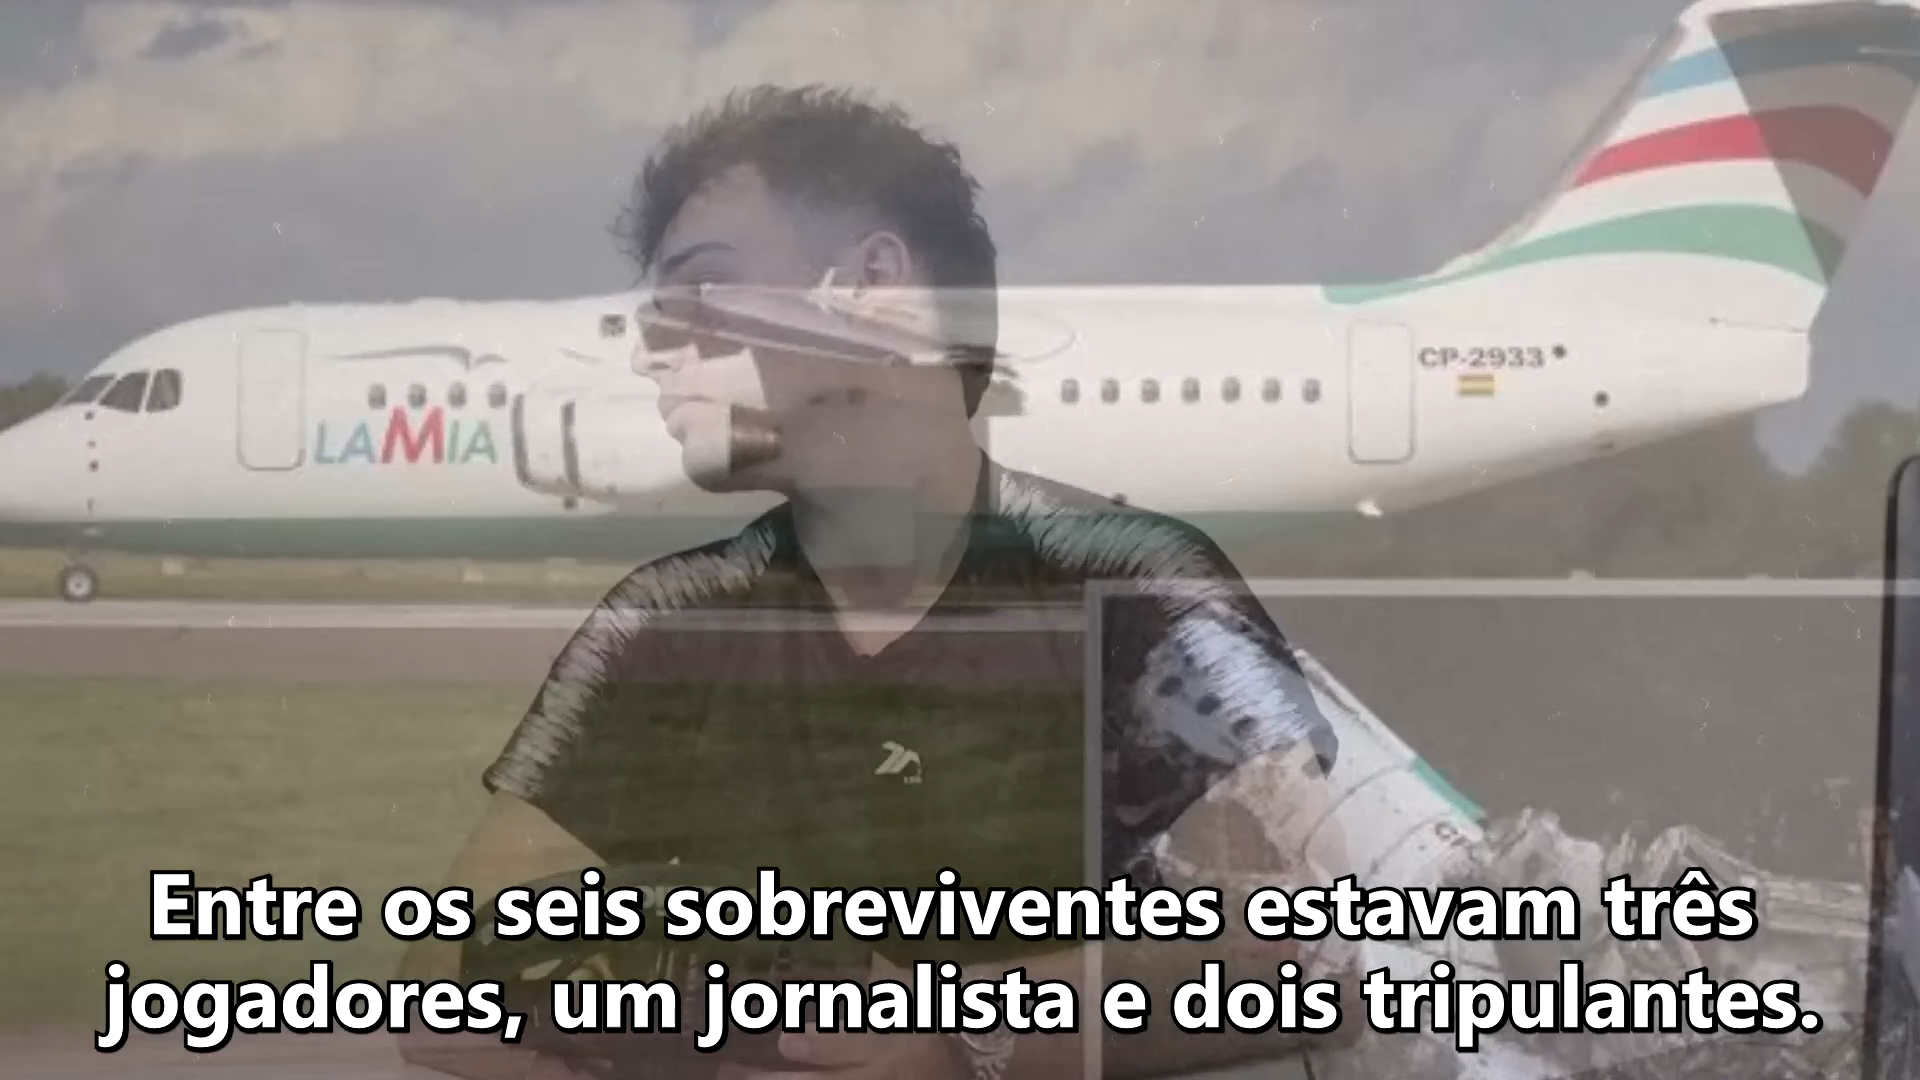 LAMIA
CP-2933
Entre os seis sobreviventes estavam três
jogadores, um jornalista e dois tripulantes.